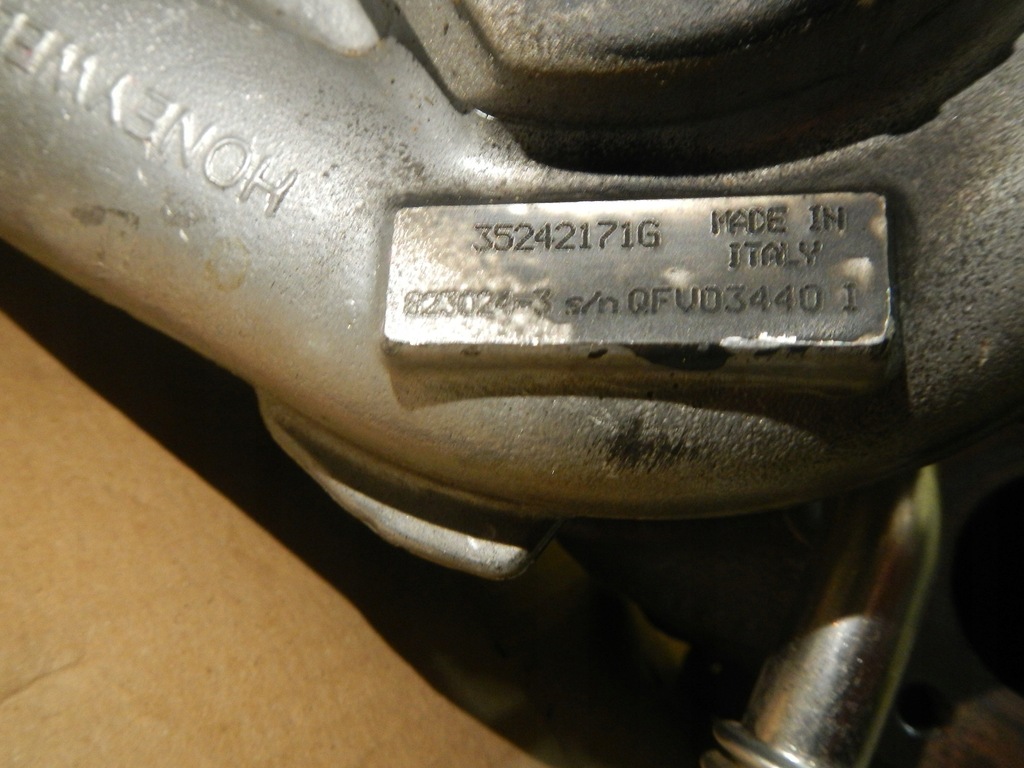 HONEYWE
35242171G MADE IN
ITALY
823024-3 s/n QFV03440 1